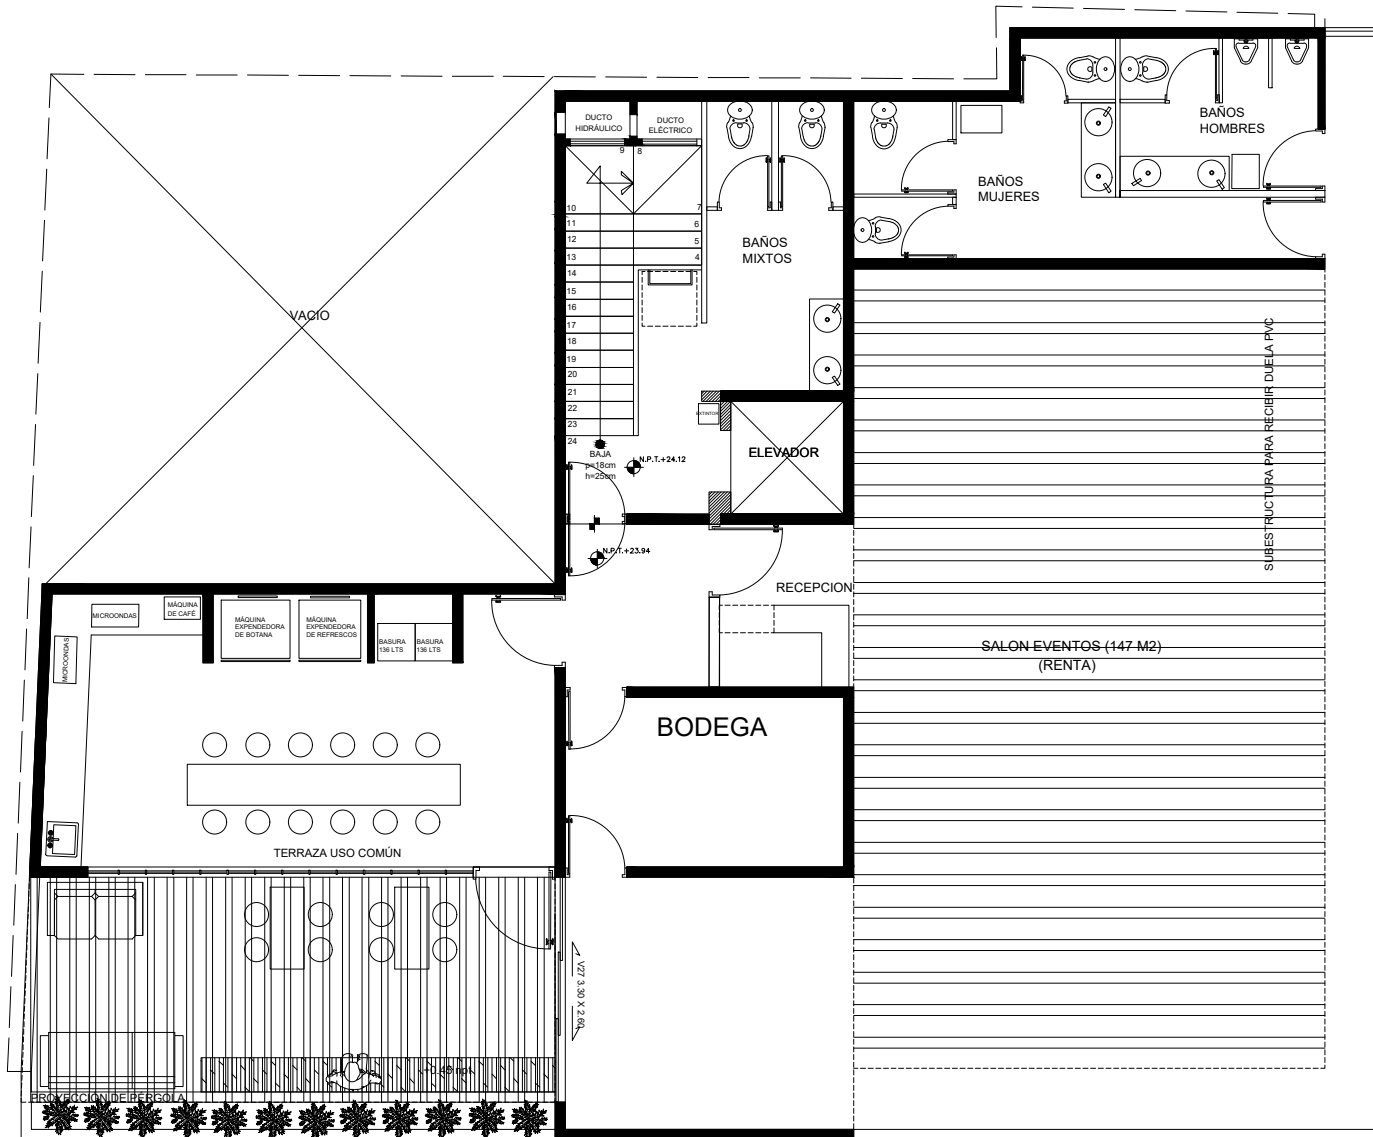 DUCTO
HIDRÁULICO
DUCTO
ELÉCTRICO
BAÑOS
HOMBRES
BAÑOS
MUJERES
BAÑOS
MIXTOS
9
8
10
7
11
6
12
5
13
4
14
15
16
17
18
19
20
21
22
23
24
VACIO
EXTINTOR
ELEVADOR
BAJA
p=18cm
h=25cm
N.P.T.+24.12
N.P.T.+23.94
RECEPCION
SUBESTRUCTURA PARA RECIBIR DUELA PVC
SALON EVENTOS (147 M2)
(RENTA)
MICROONDAS
MÁQUINA
DE CAFÉ
MÁQUINA
EXPENDEDORA
DE BOTANA
MÁQUINA
EXPENDEDORA
DE REFRESCOS
BASURA
136 LTS
BASURA
136 LTS
MICROONDAS
BODEGA
TERRAZA USO COMÚN
V27 3.30 X 2.60
+0.45 npt
PROYECCION DE PERGOLA